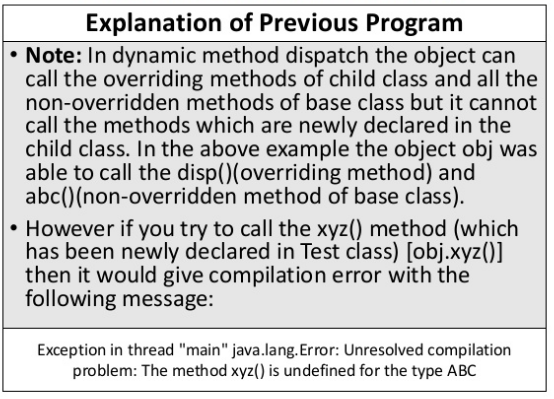 Explanation of Previous Program
• Note: In dynamic method dispatch the object can
call the overriding methods of child class and all the
non-overridden methods of base class but it cannot
call the methods which are newly declared in the
child class. In the above example the object obj was
able to call the disp()(overriding method) and
abc()(non-overridden method of base class).
• However if you try to call the xyz() method (which
has been newly declared in Test class) [obj.xyz()]
then it would give compilation error with the
following message:
Exception in thread "main" java.lang.Error: Unresolved compilation
problem: The method xyz() is undefined for the type ABC